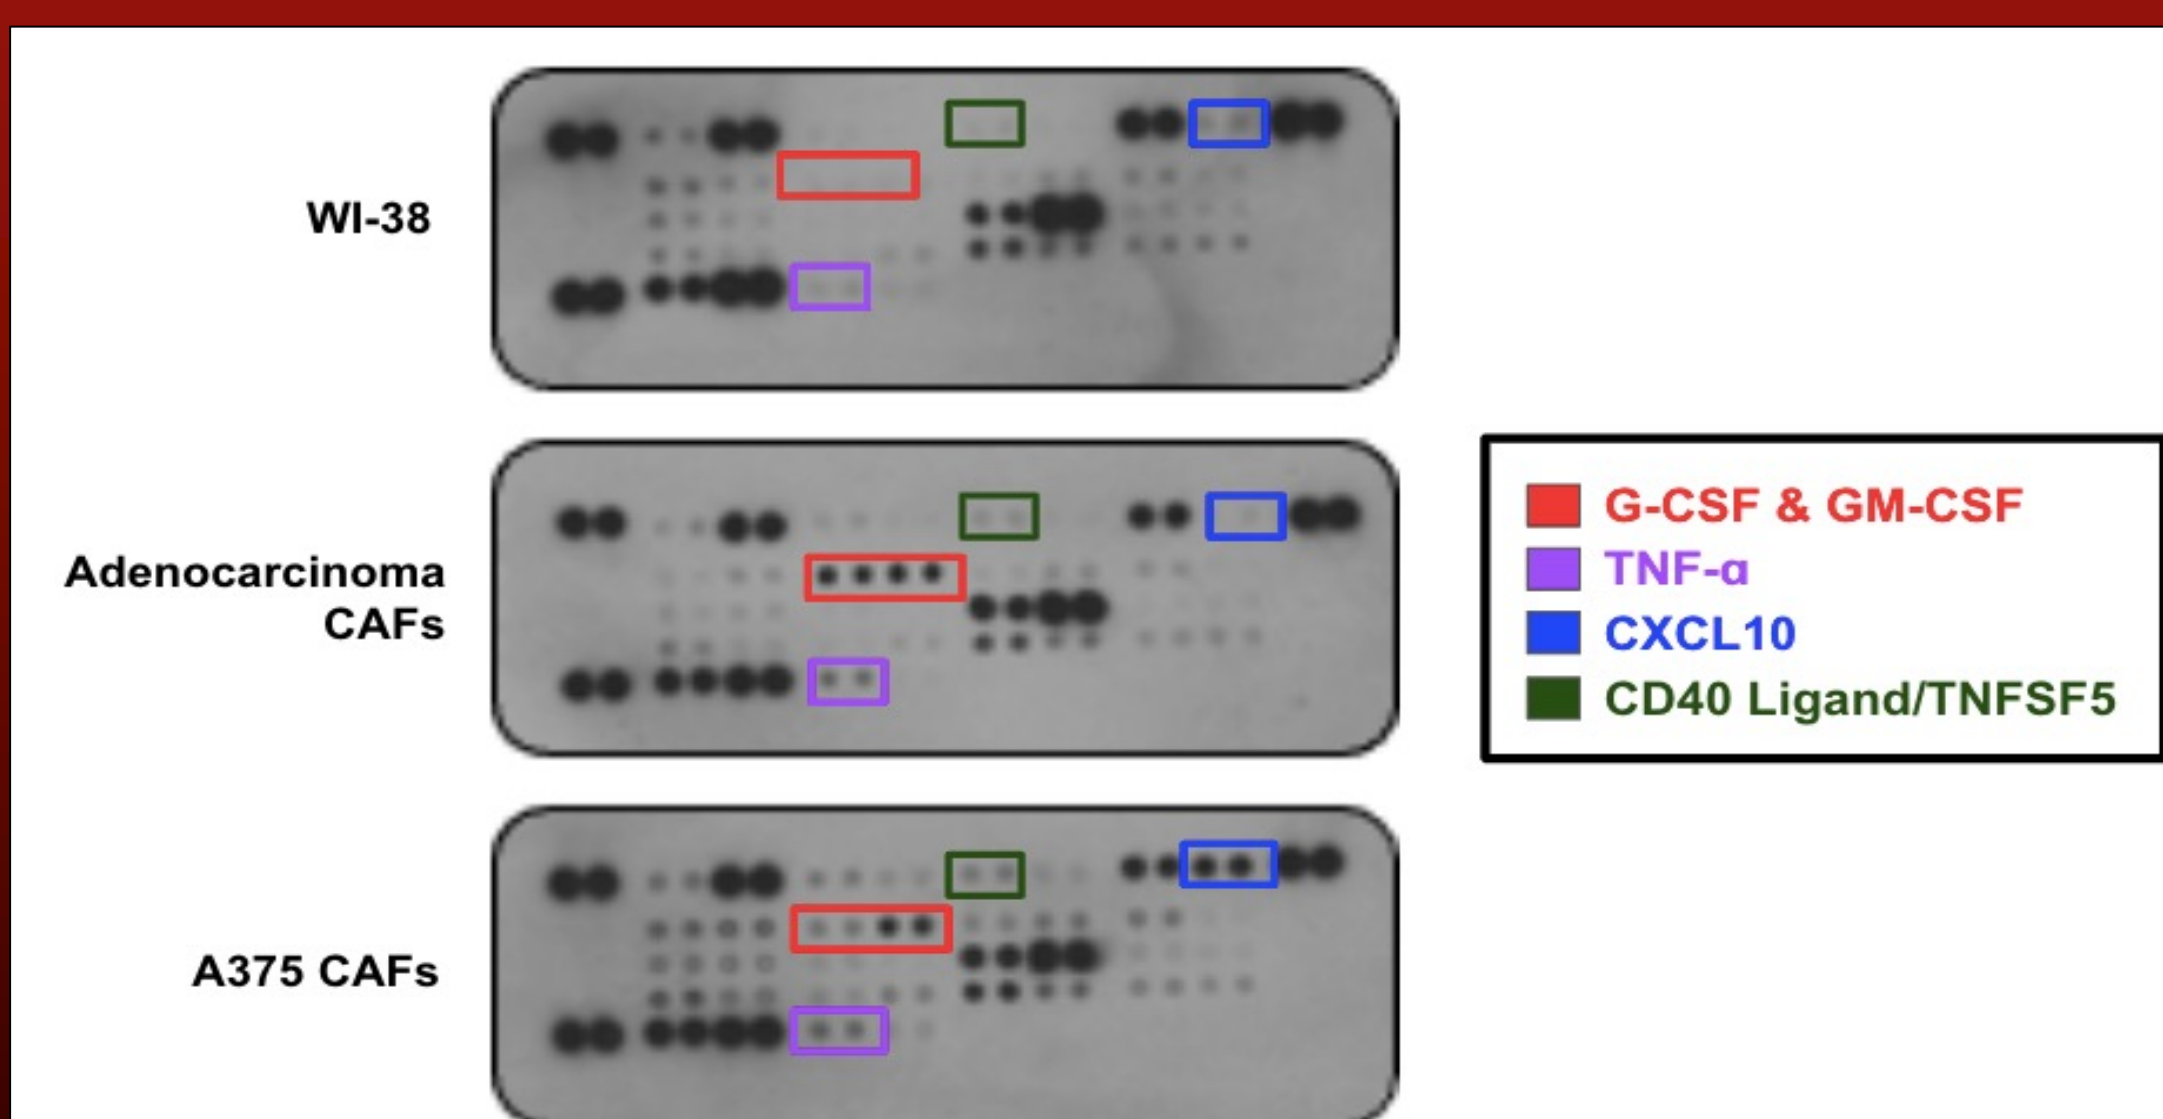 WI-38
Adenocarcinoma
CAFs
A375 CAFs
G-CSF & GM-CSF
TNF-α
CXCL10
CD40 Ligand/TNFSF5